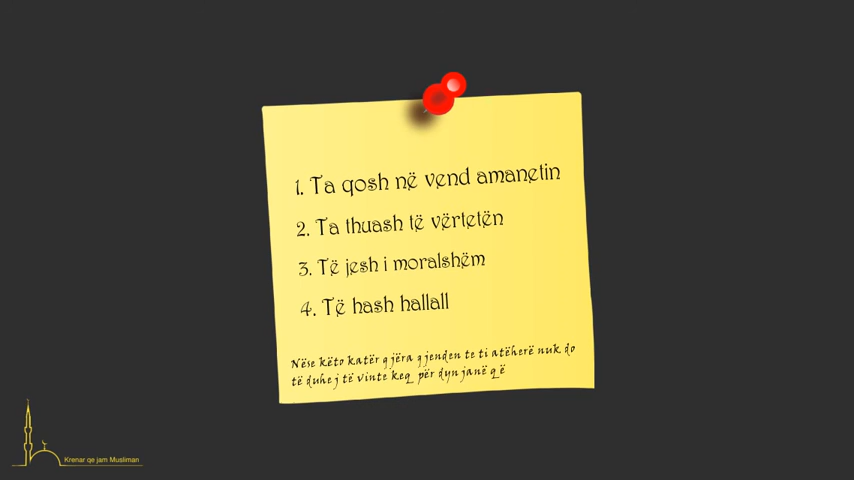 1. Ta qosh në vend amanetin
2. Ta thuash të vërtetën
3. Të jesh i moralshëm
4. Të hash hallall
Nëse këto katër gjëra gjenden te ti atëherë nuk do
të duhej të vinte keq për dynjanë që
Krenar qe jam Musliman